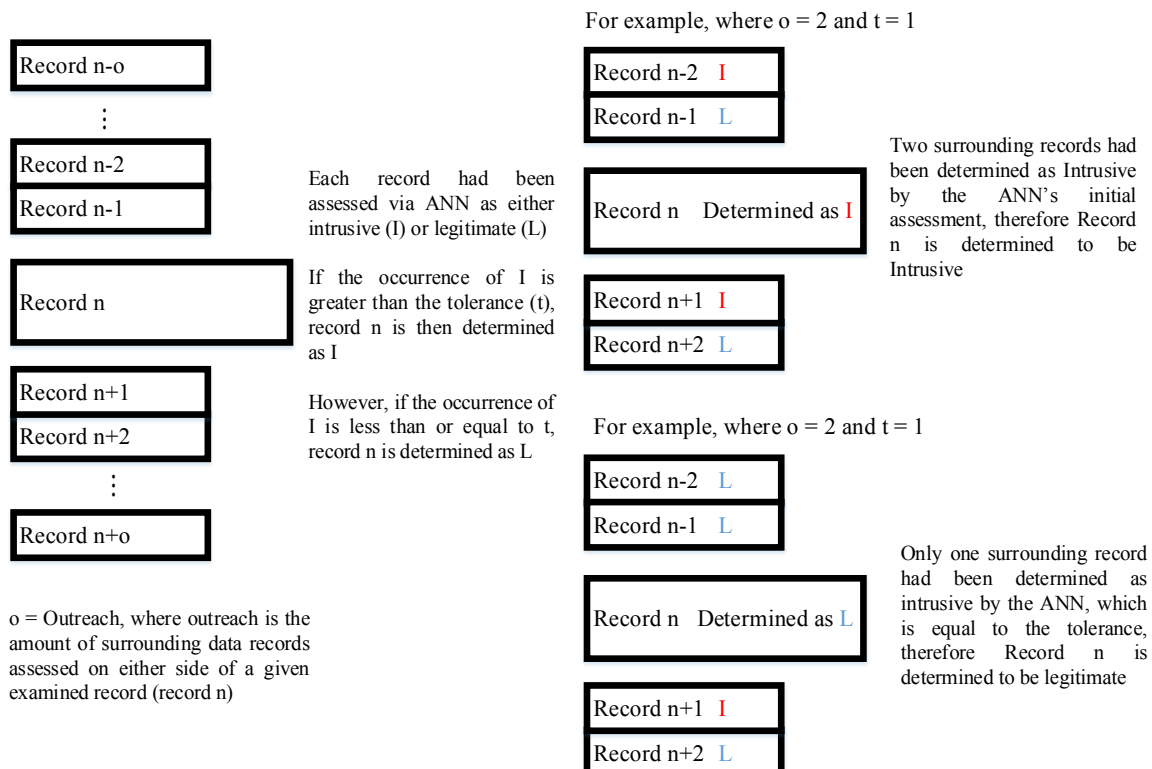 Record n-o
⋮
Record n-2
Record n-1
Record n
Record n+1
Record n+2
⋮
Record n+o
o = Outreach, where outreach is the
amount of surrounding data records
assessed on either side of a given
examined record (record n)
Each record had been
assessed via ANN as either
intrusive (I) or legitimate (L)
If the occurrence of I is
greater than the tolerance (t),
record n is then determined
as I
However, if the occurrence of
I is less than or equal to t,
record n is determined as L
For example, where o = 2 and t = 1
Record n-2 I
Record n-1 L
Record n Determined as I
Record n+1 I
Record n+2 L
Two surrounding records had
been determined as Intrusive
by the ANN’s initial
assessment, therefore Record
n is determined to be
Intrusive
For example, where o = 2 and t = 1
Record n-2 L
Record n-1 L
Record n Determined as L
Record n+1 I
Record n+2 L
Only one surrounding record
had been determined as
intrusive by the ANN, which
is equal to the tolerance,
therefore Record n is
determined to be legitimate